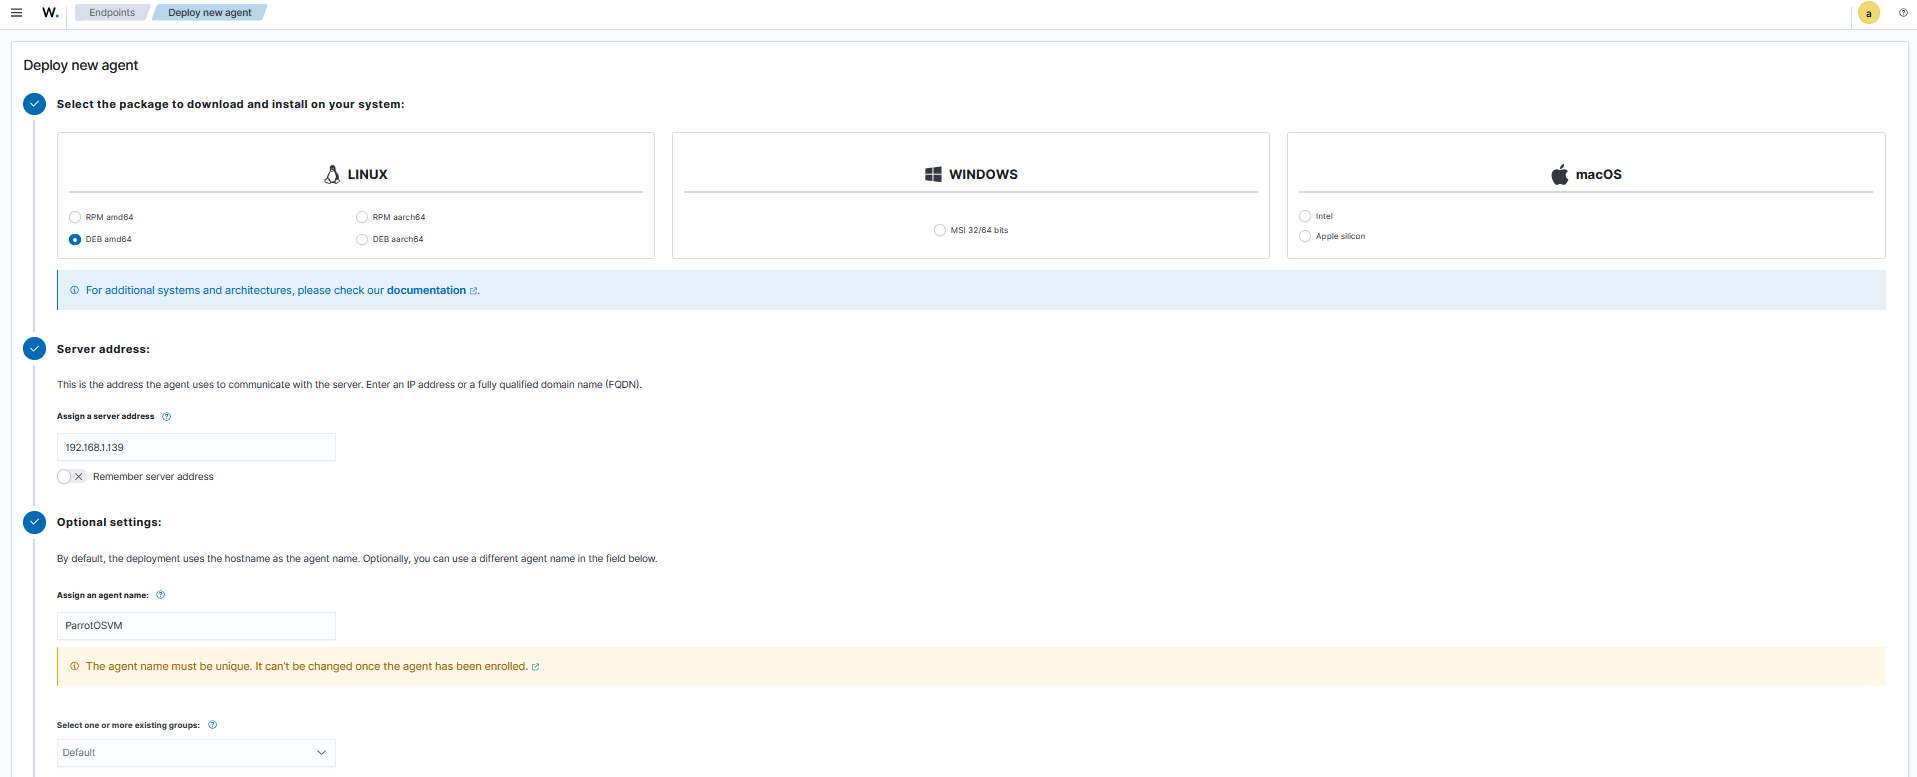 W. Endpoints Deploy new agent a
Deploy new agent
Select the package to download and install on your system:
LINUX
RPM amd64 RPM aarch64
DEB amd64 DEB aarch64
WINDOWS
MSI 32/64 bits
macOS
Intel
Apple silicon
For additional systems and architectures, please check our documentation.
Server address:
This is the address the agent uses to communicate with the server. Enter an IP address or a fully qualified domain name (FQDN).
Assign a server address
192.168.1.139
Remember server address
Optional settings:
By default, the deployment uses the hostname as the agent name. Optionally, you can use a different agent name in the field below.
Assign an agent name:
ParrotOSVM
The agent name must be unique. It can't be changed once the agent has been enrolled.
Select one or more existing groups:
Default